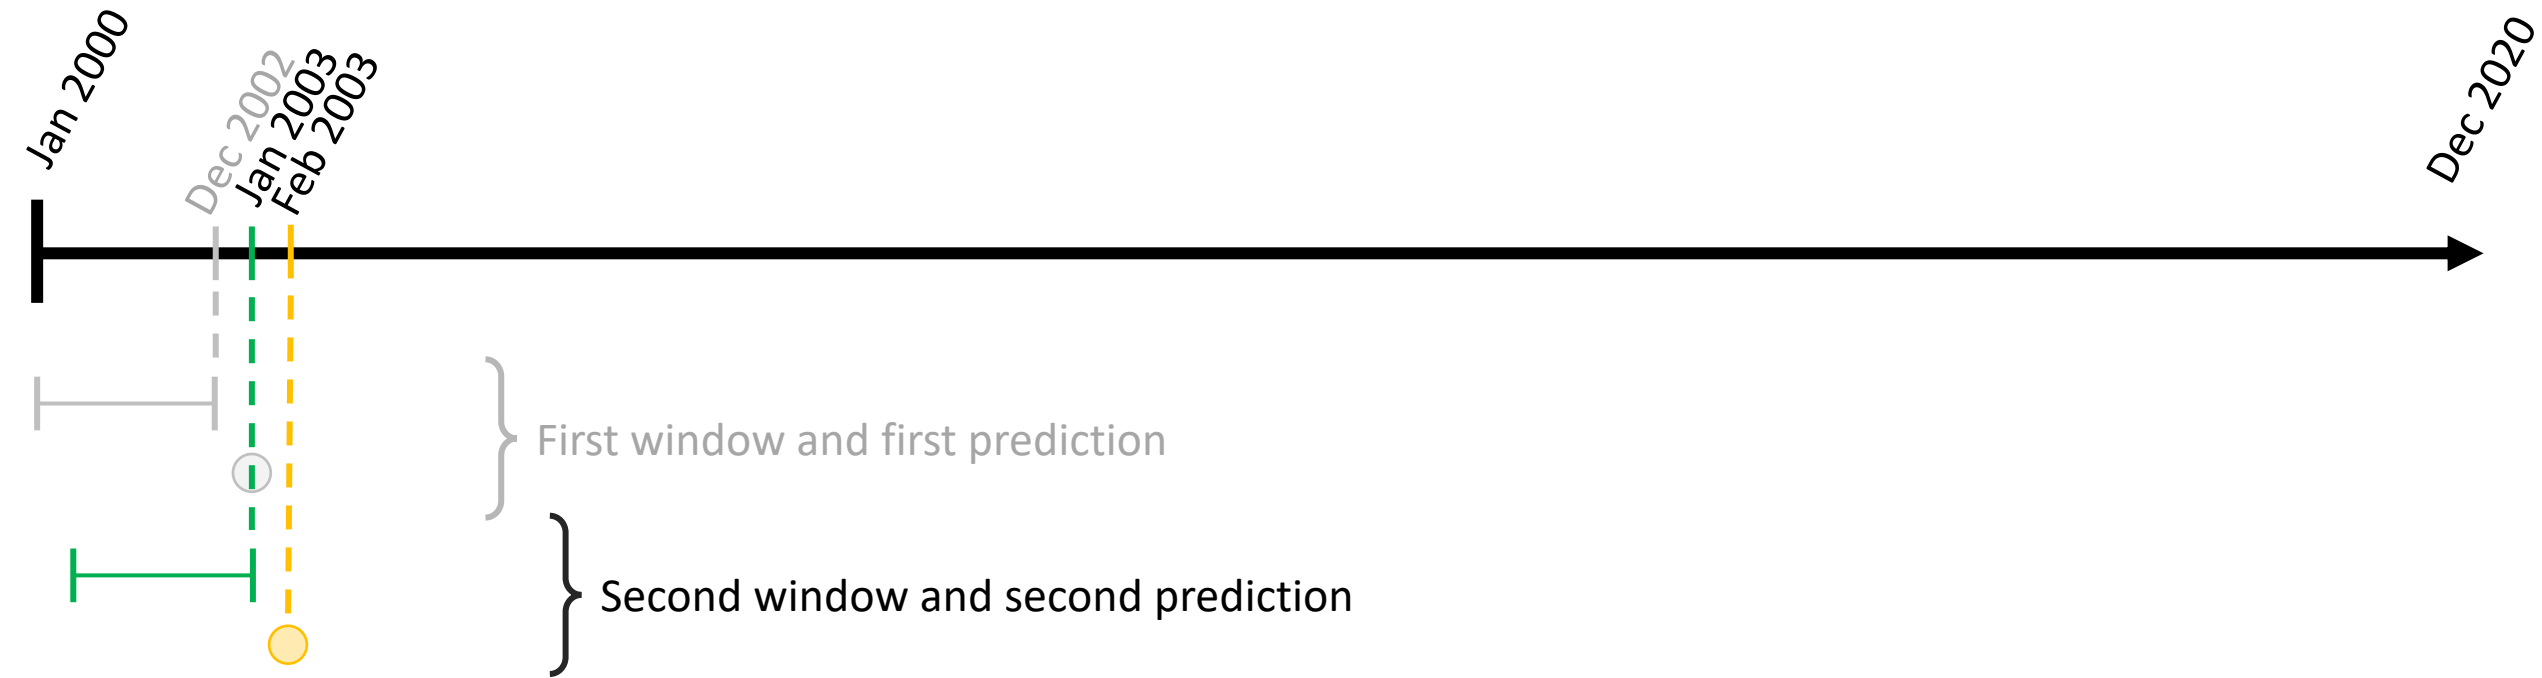 Jan 2000
Dec 2002
Jan 2003
Feb 2003
Dec 2020
First window and first prediction
Second window and second prediction